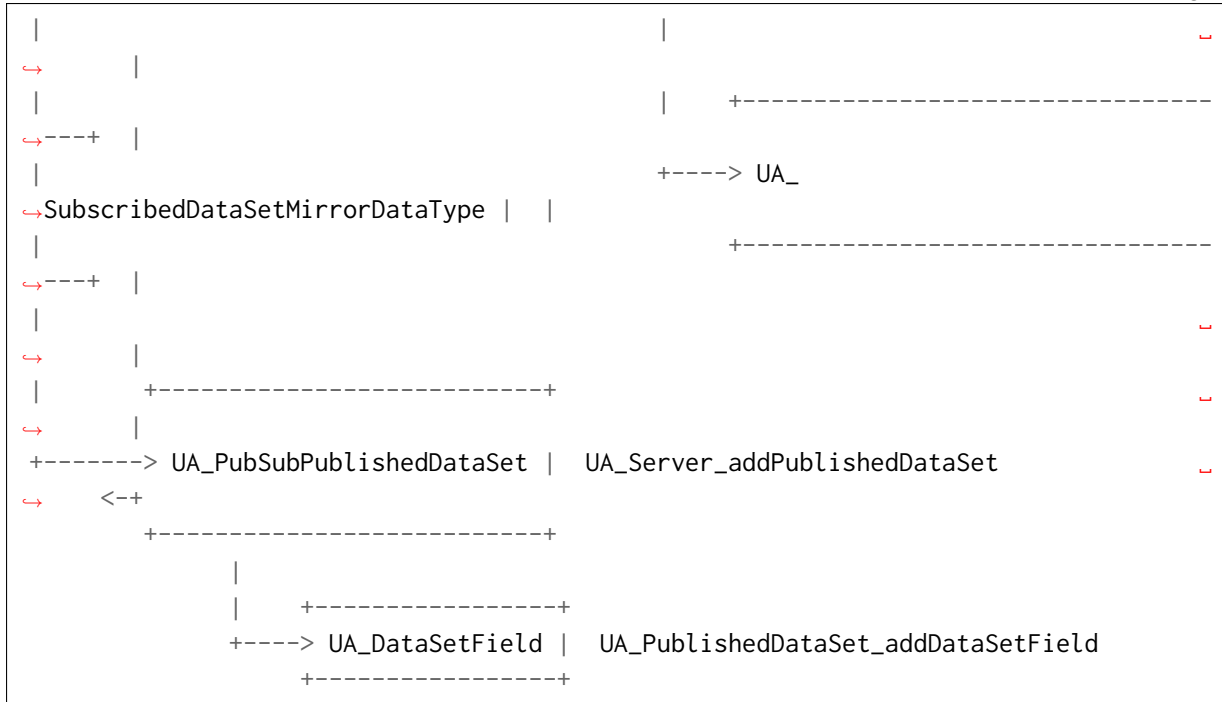 |                                           |                                     ␣
↪      |
|                                           |    +---------------------------------
↪---+  |
|                                           +----> UA_
↪SubscribedDataSetMirrorDataType |  |
|                                                +---------------------------------
↪---+  |
|                                                                                 ␣
↪      |
|       +---------------------------+                                             ␣
↪      |
+-------> UA_PubSubPublishedDataSet |  UA_Server_addPublishedDataSet              ␣
↪    <-+
        +---------------------------+
              |
              |    +-----------------+
              +----> UA_DataSetField |  UA_PublishedDataSet_addDataSetField
                   +-----------------+